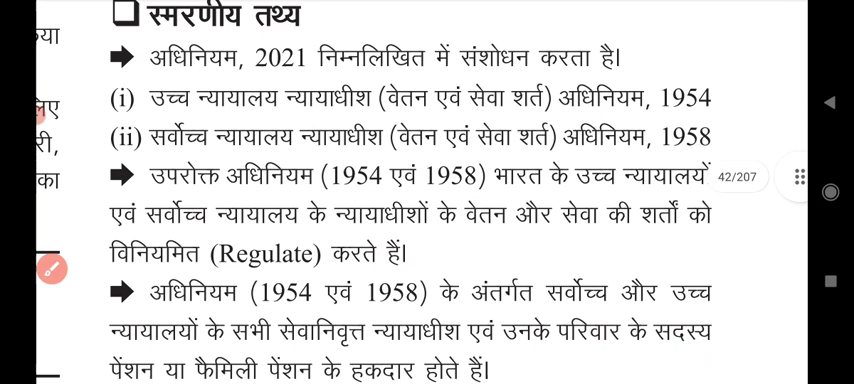 ❑ स्मरणीय तथ्य
या
➡ अधिनियम, 2021 निम्नलिखित में संशोधन करता है।
(i) उच्च न्यायालय न्यायाधीश (वेतन एवं सेवा शर्त) अधिनियम, 1954
लिए
(ii) सर्वोच्च न्यायालय न्यायाधीश (वेतन एवं सेवा शर्त) अधिनियम, 1958
री,
➡ उपरोक्त अधिनियम (1954 एवं 1958) भारत के उच्च न्यायालयों
का
42/207
एवं सर्वोच्च न्यायालय के न्यायाधीशों के वेतन और सेवा की शर्तों को
विनियमित (Regulate) करते हैं।
➡ अधिनियम (1954 एवं 1958) के अंतर्गत सर्वोच्च और उच्च
न्यायालयों के सभी सेवानिवृत्त न्यायाधीश एवं उनके परिवार के सदस्य
पेंशन या फैमिली पेंशन के हकदार होते हैं।